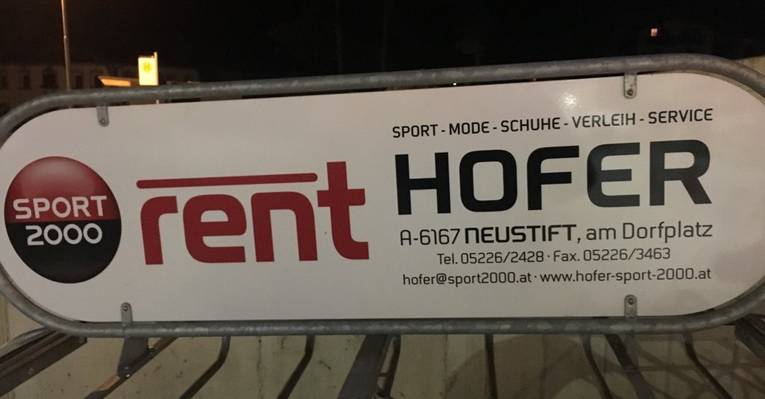 SPORT
2000
rent
SPORT - MODE - SCHUHE - VERLEIH - SERVICE
HOFER
A-6167 NEUSTIFT, am Dorfplatz
Tel. 05226/2428 · Fax. 05226/3463
hofer@sport2000.at · www.hofer-sport-2000.at